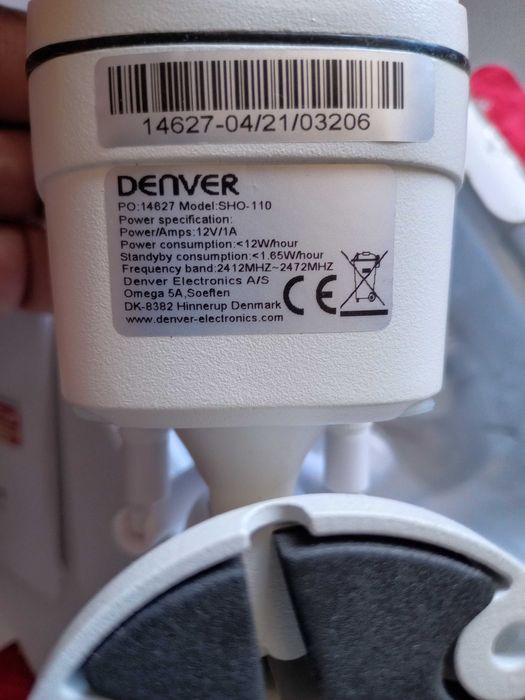 14627-04/21/03206
DENVER
PO:14627 Model:SHO-110
Power specification:
Power/Amps:12V/1A
Power consumption:<12W/hour
Standyby consumption:<1.65W/hour
Frequency band:2412MHZ~2472MHZ
Denver Electronics A/S
Omega 5A,Soeften
DK-8382 Hinnerup Denmark
www.denver-electronics.com
CE